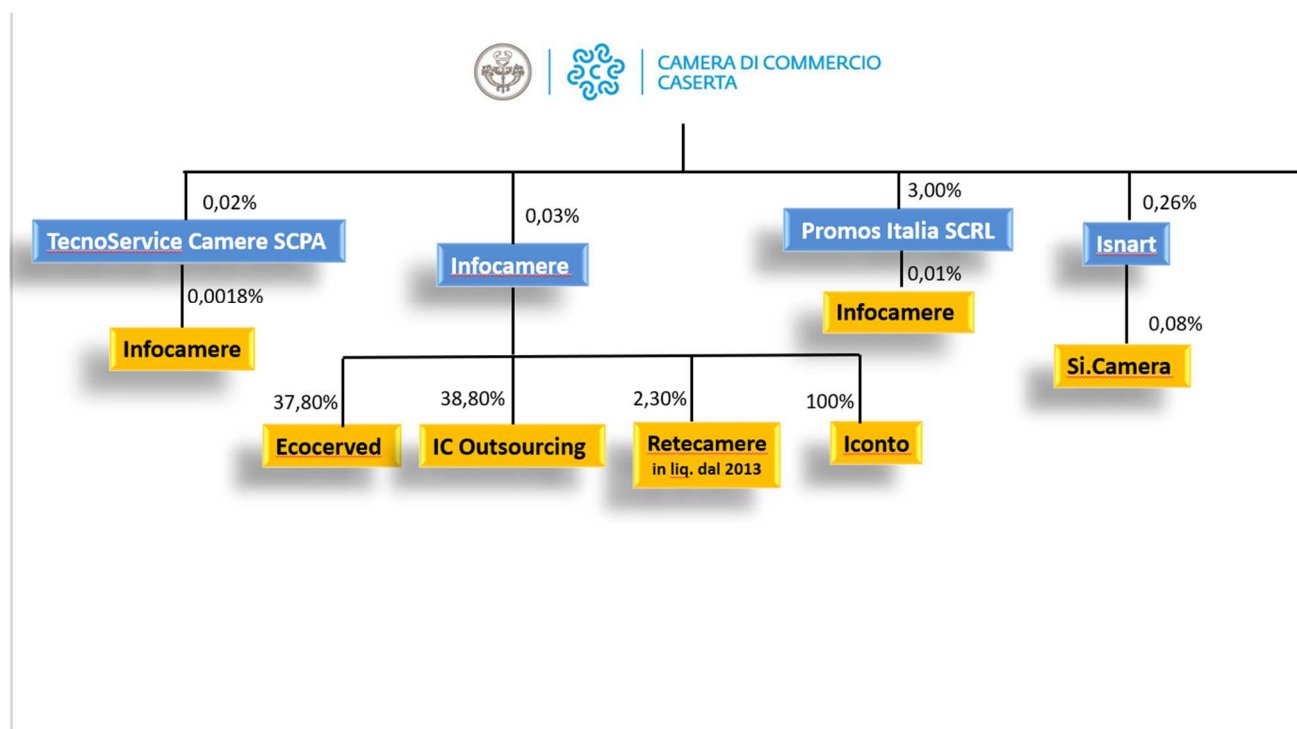 CAMERA DI COMMERCIO
CASERTA
0,02%
TecnoService Camere SCPA
0,0018%
Infocamere
0,03%
Infocamere
37,80%
Ecocerved
38,80%
IC Outsourcing
2,30%
Retecamere
in liq. dal 2013
100%
Iconto
3,00%
Promos Italia SCRL
0,01%
Infocamere
0,26%
Isnart
0,08%
Si.Camera